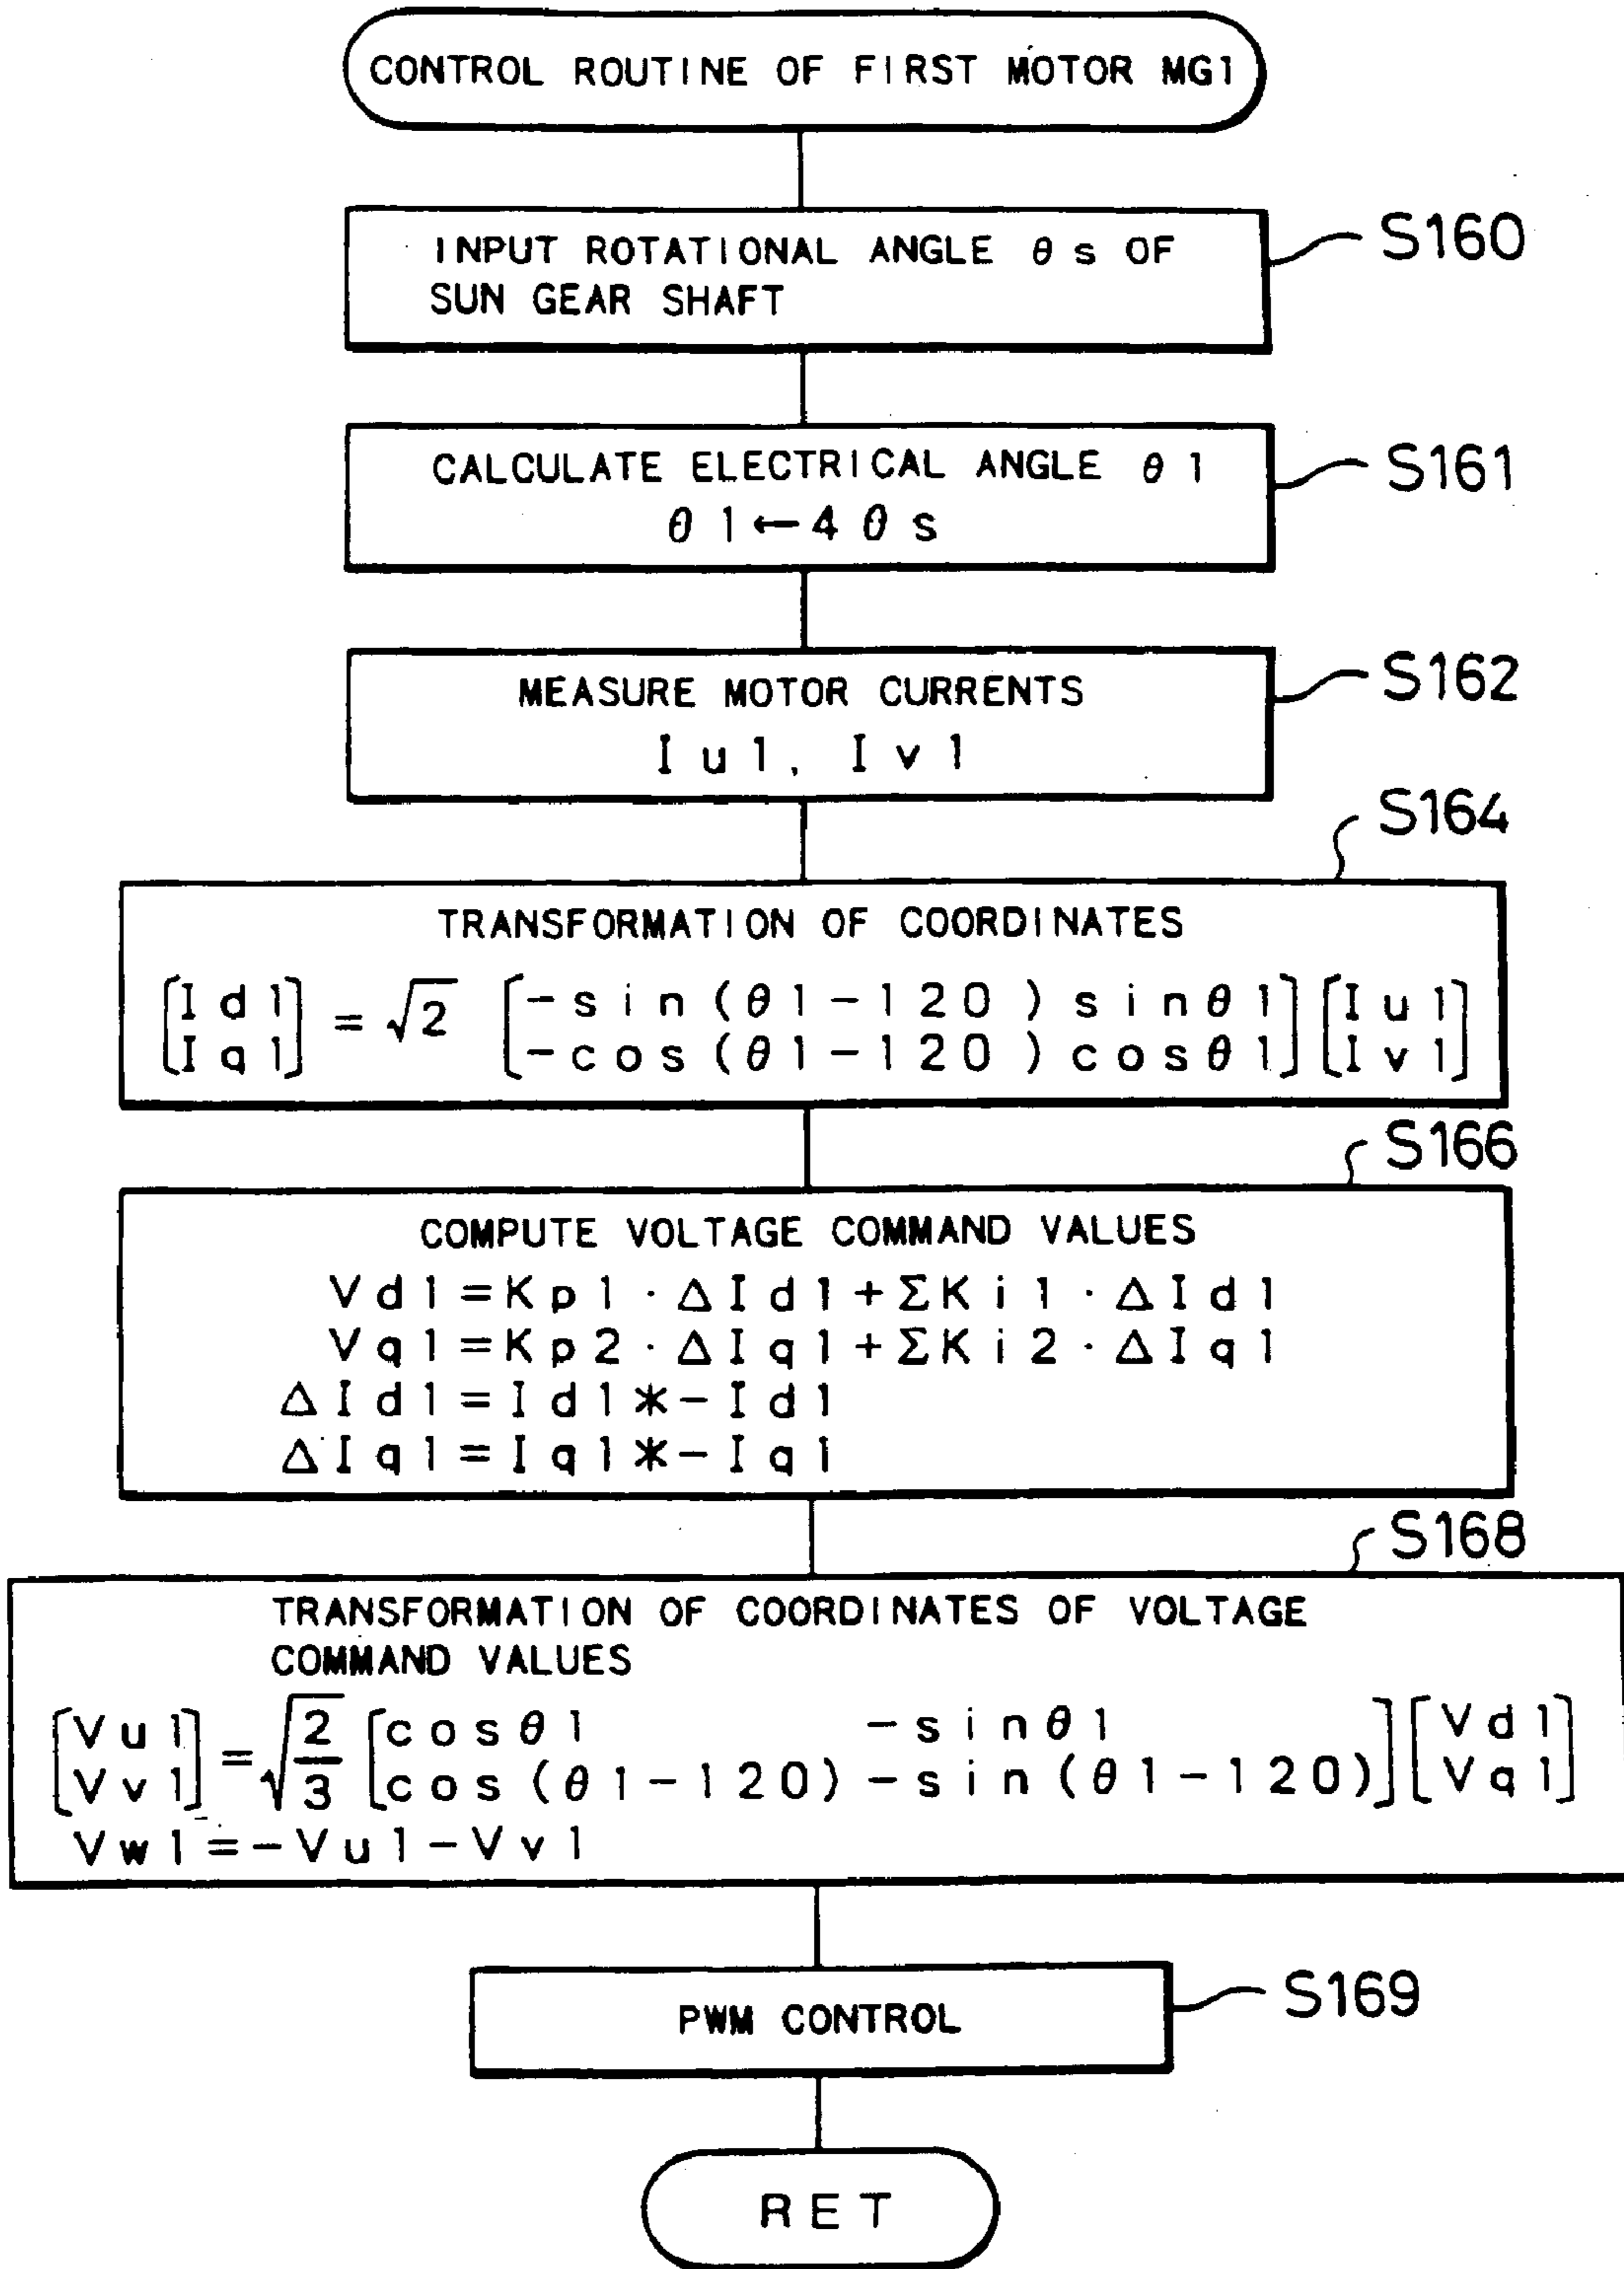 CONTROL ROUTINE OF FIRST MOTOR MG1
INPUT ROTATIONAL ANGLE θs OF
SUN GEAR SHAFT
S160
CALCULATE ELECTRICAL ANGLE θ1
θ1←4θs
S161
MEASURE MOTOR CURRENTS
Iu1, Iv1
S162
S164
TRANSFORMATION OF COORDINATES
[Id1] = √2 [-sin(θ1-120) sinθ1] [Iu1]
[Iq1] [-cos(θ1-120) cosθ1] [Iv1]
S166
COMPUTE VOLTAGE COMMAND VALUES
Vd1=Kp1·ΔId1+ΣKi1·ΔId1
Vq1=Kp2·ΔIq1+ΣKi2·ΔIq1
ΔId1=Id1*-Id1
ΔIq1=Iq1*-Iq1
S168
TRANSFORMATION OF COORDINATES OF VOLTAGE
COMMAND VALUES
[Vu1] = √2/3 [cosθ1 -sinθ1] [Vd1]
[Vv1] [cos(θ1-120) -sin(θ1-120)] [Vq1]
Vw1=-Vu1-Vv1
PWM CONTROL
S169
RET